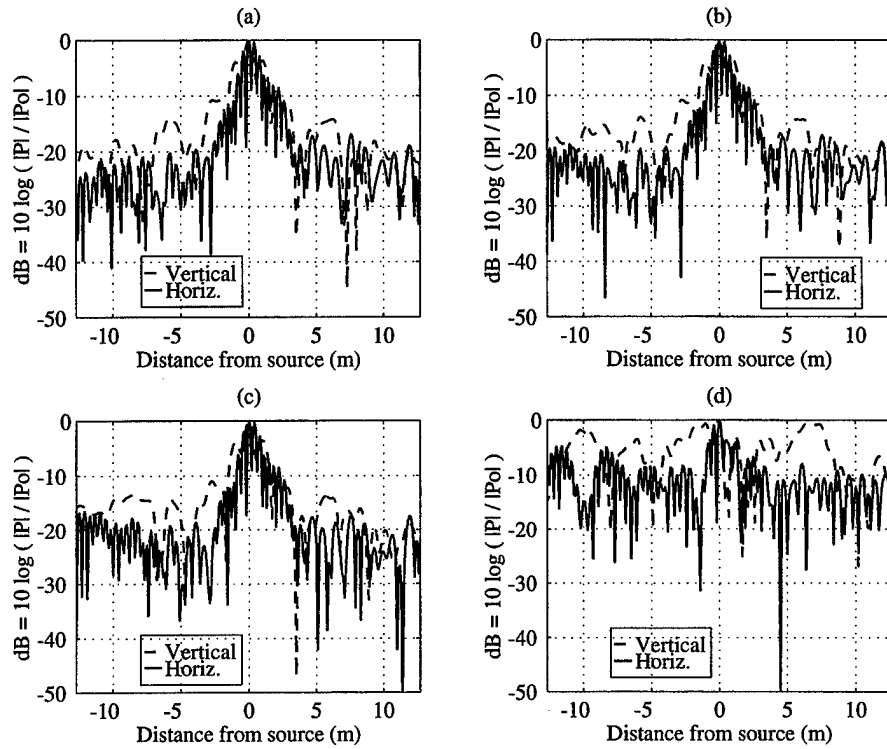 (a)
dB = 10 log ( |P| / |Po| )
0
-10
-20
-30
-40
-50
Vertical
Horiz.
-10 -5 0 5 10
Distance from source (m)
(b)
dB = 10 log ( |P| / |Po| )
0
-10
-20
-30
-40
-50
Vertical
Horiz.
-10 -5 0 5 10
Distance from source (m)
(c)
dB = 10 log ( |P| / |Po| )
0
-10
-20
-30
-40
-50
Vertical
Horiz.
-10 -5 0 5 10
Distance from source (m)
(d)
dB = 10 log ( |P| / |Po| )
0
-10
-20
-30
-40
-50
Vertical
Horiz.
-10 -5 0 5 10
Distance from source (m)